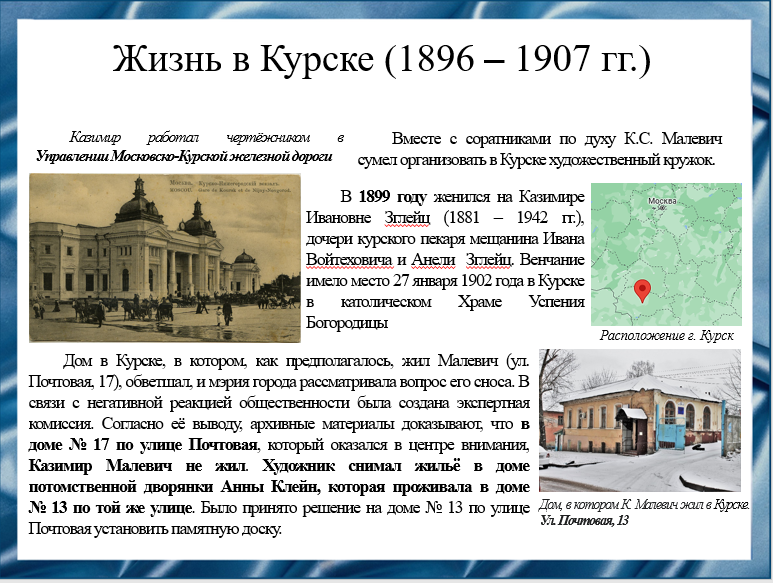 Жизнь в Курске (1896 – 1907 гг.)
Казимир работал чертёжником в
Управлении Московско-Курской железной дороги
Вместе с соратниками по духу К.С. Малевич
сумел организовать в Курске художественный кружок.
Москва.
Курско-Нижегородский вокзаль.
В 1899 году женился на Казимире
Ивановне Зглейц (1881 – 1942 гг.),
дочери курского пекаря мещанина Ивана
Войтеховича и Анели Зглейц. Венчание
имело место 27 января 1902 года в Курске
в католическом Храме Успения
Богородицы
Москва
Расположение г. Курск
Дом в Курске, в котором, как предполагалось, жил Малевич (ул.
Почтовая, 17), обветшал, и мэрия города рассматривала вопрос его сноса. В
связи с негативной реакцией общественности была создана экспертная
комиссия. Согласно её выводу, архивные материалы доказывают, что в
доме № 17 по улице Почтовая, который оказался в центре внимания,
Казимир Малевич не жил. Художник снимал жильё в доме
потомственной дворянки Анны Клейн, которая проживала в доме
№ 13 по той же улице. Было принято решение на доме № 13 по улице
Почтовая установить памятную доску.
Дом, в котором К. Малевич жил в Курске.
Ул. Почтовая, 13